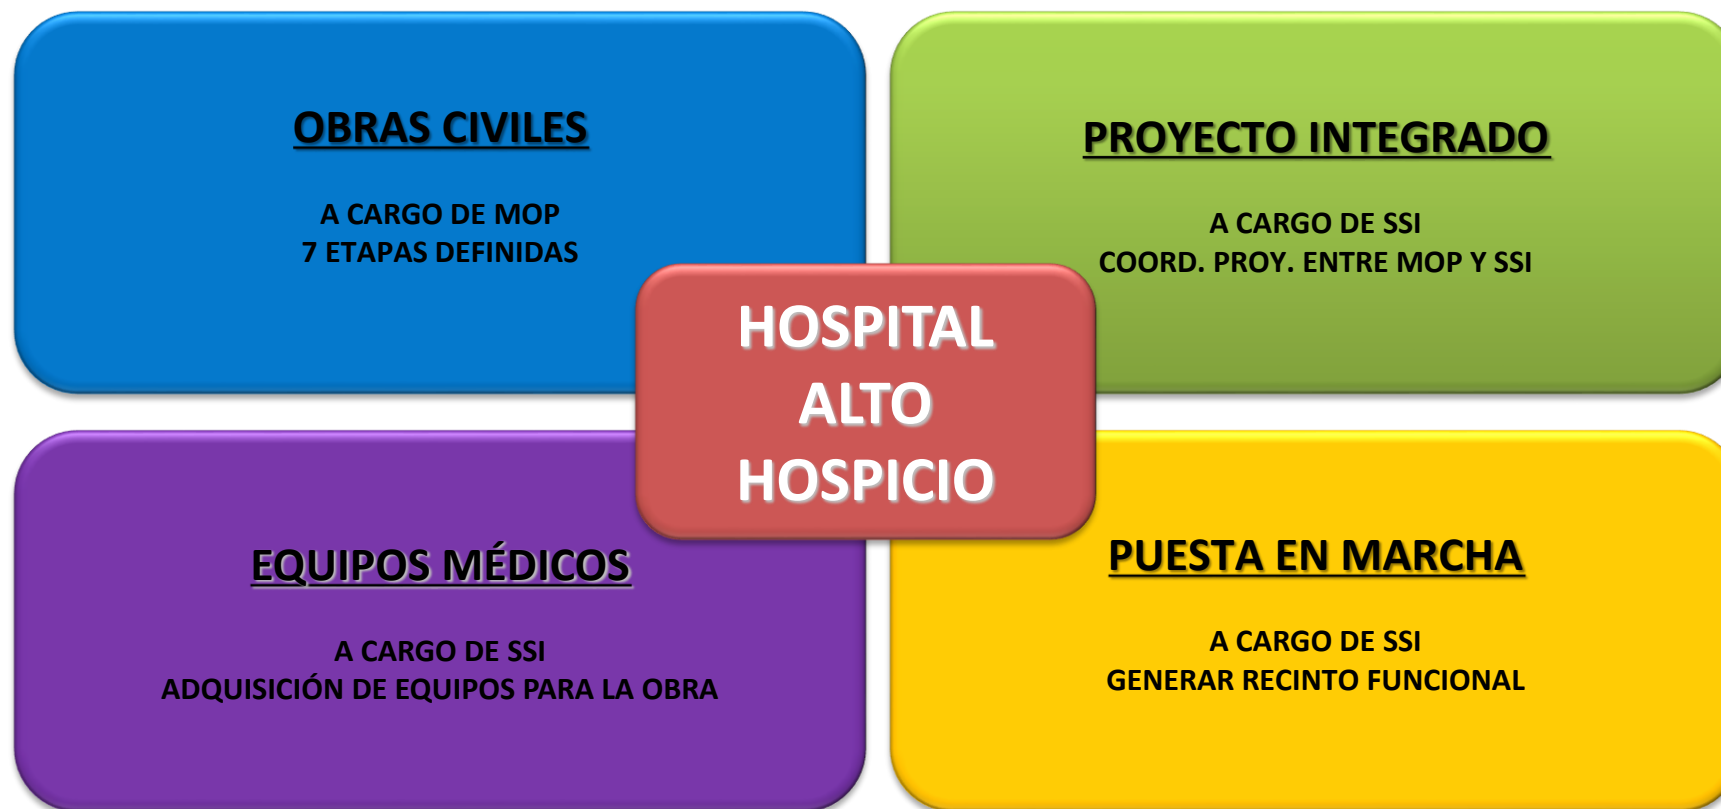 OBRAS CIVILES
A CARGO DE MOP
7 ETAPAS DEFINIDAS
PROYECTO INTEGRADO
A CARGO DE SSI
COORD. PROY. ENTRE MOP Y SSI
HOSPITAL
ALTO
HOSPICIO
EQUIPOS MÉDICOS
A CARGO DE SSI
ADQUISICIÓN DE EQUIPOS PARA LA OBRA
PUESTA EN MARCHA
A CARGO DE SSI
GENERAR RECINTO FUNCIONAL